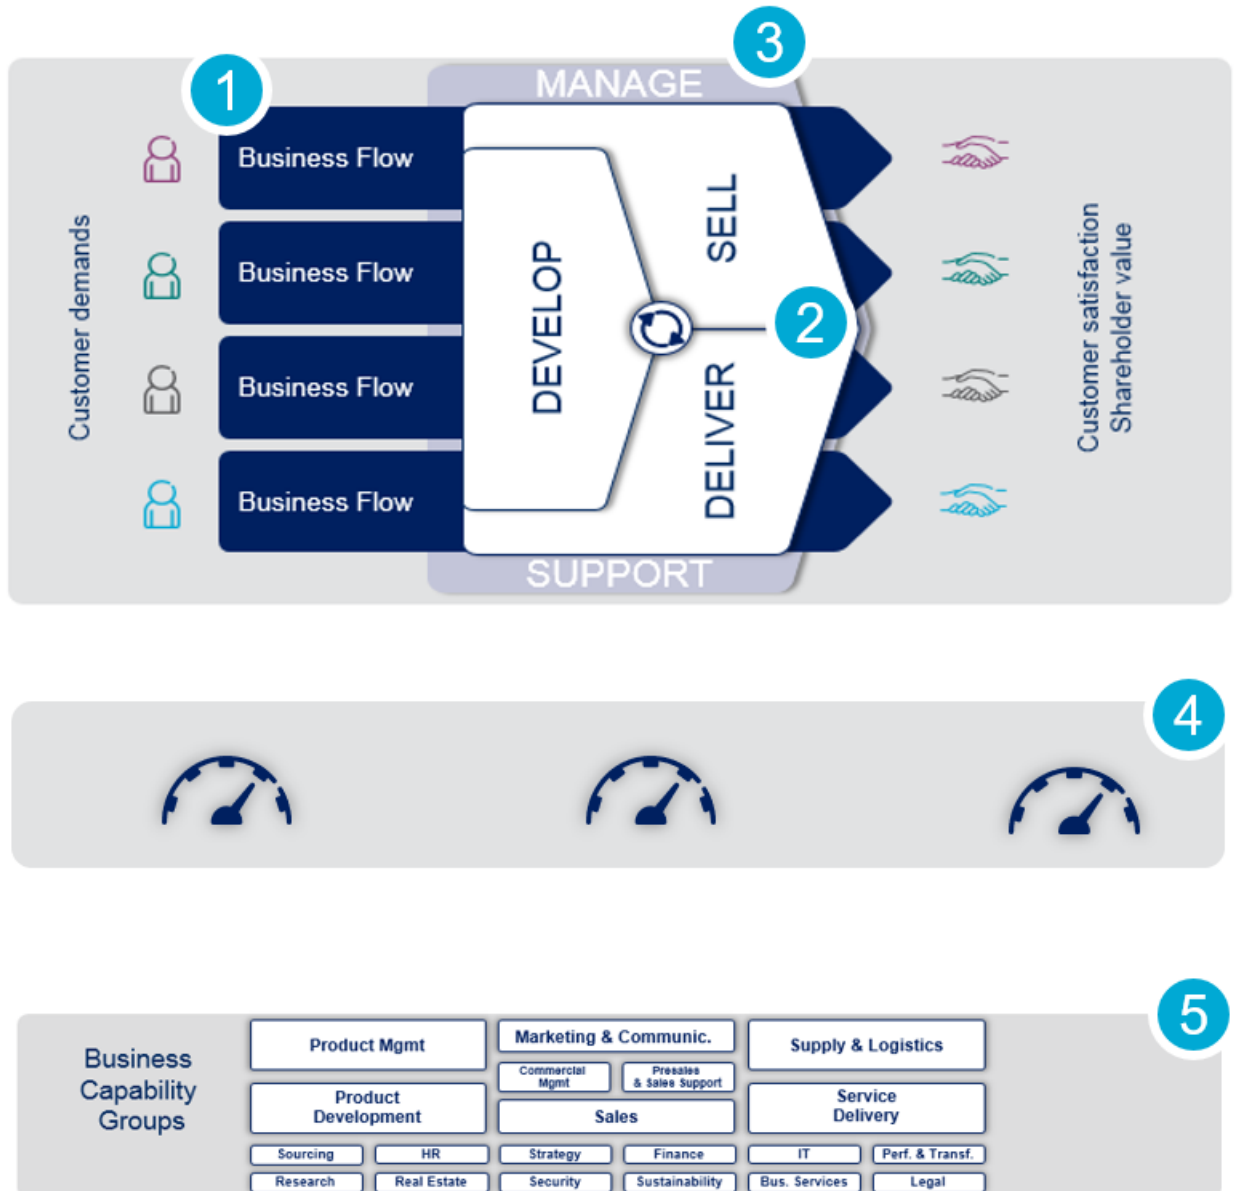 3
MANAGE
1
Business Flow
Business Flow
Business Flow
Business Flow
Customer demands
DEVELOP
SELL
2
DELIVER
SUPPORT
Customer satisfaction
Shareholder value
4
5
Business
Capability
Groups
Product Mgmt
Marketing & Communic.
Supply & Logistics
Commercial
Mgmt
Presales
& Sales Support
Product
Development
Sales
Service
Delivery
Sourcing
HR
Strategy
Finance
IT
Perf. & Transf.
Research
Real Estate
Security
Sustainability
Bus. Services
Legal